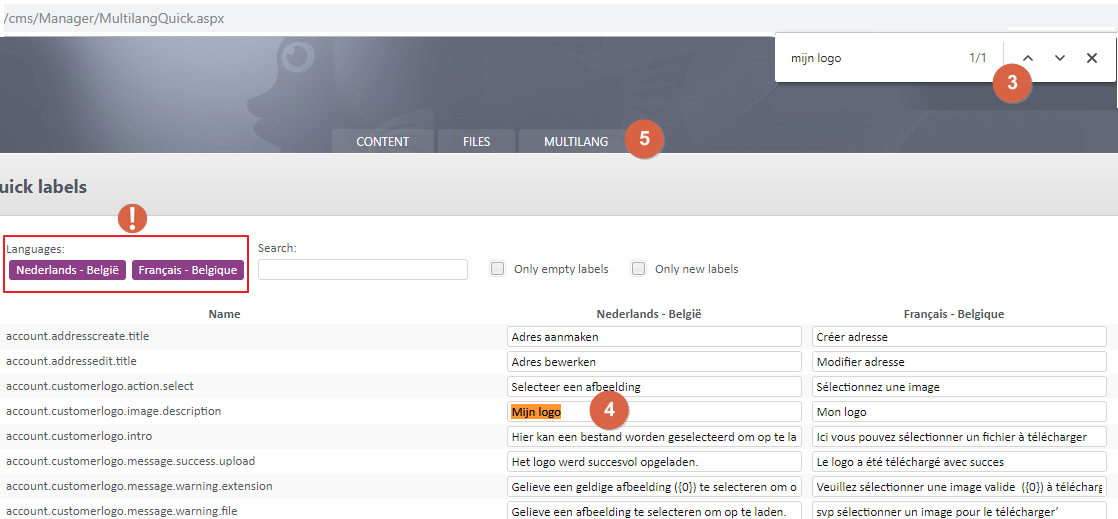 /cms/Manager/MultilangQuick.aspx
mijn logo 1/1
3
CONTENT FILES MULTILANG 5
uick labels
!
Languages: Search:
Nederlands - België Français - Belgique Only empty labels Only new labels
Name Nederlands - België Français - Belgique
account.addresscreate.title Adres aanmaken Créer adresse
account.addressedit.title Adres bewerken Modifier adresse
account.customerlogo.action.select Selecteer een afbeelding Sélectionnez une image
account.customerlogo.image.description Mijn logo 4 Mon logo
account.customerlogo.intro Hier kan een bestand worden geselecteerd om op te la Ici vous pouvez sélectionner un fichier à télécharger
account.customerlogo.message.success.upload Het logo werd succesvol opgeladen. Le logo a été téléchargé avec succes
account.customerlogo.message.warning.extension Gelieve een geldige afbeelding ({0}) te selecteren om o Veuillez sélectionner une image valide ({0}) à télécharg
account.customerlogo.message.warning.file Gelieve een afbeelding te selecteren om op te laden. svp sélectionner un image pour le télécharger´